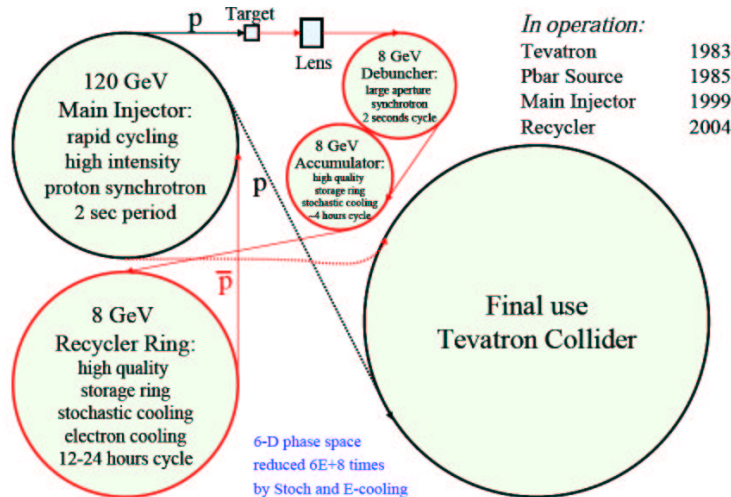 p
Target
Lens
In operation:
Tevatron 1983
Pbar Source 1985
Main Injector 1999
Recycler 2004
120 GeV
Main Injector:
rapid cycling
high intensity
proton synchrotron
2 sec period
8 GeV
Debuncher:
large aperture
synchrotron
2 seconds cycle
8 GeV
Accumulator:
high quality
storage ring
stochastic cooling
~4 hours cycle
p
p̅
8 GeV
Recycler Ring:
high quality
storage ring
stochastic cooling
electron cooling
12-24 hours cycle
Final use
Tevatron Collider
6-D phase space
reduced 6E+8 times
by Stoch and E-cooling